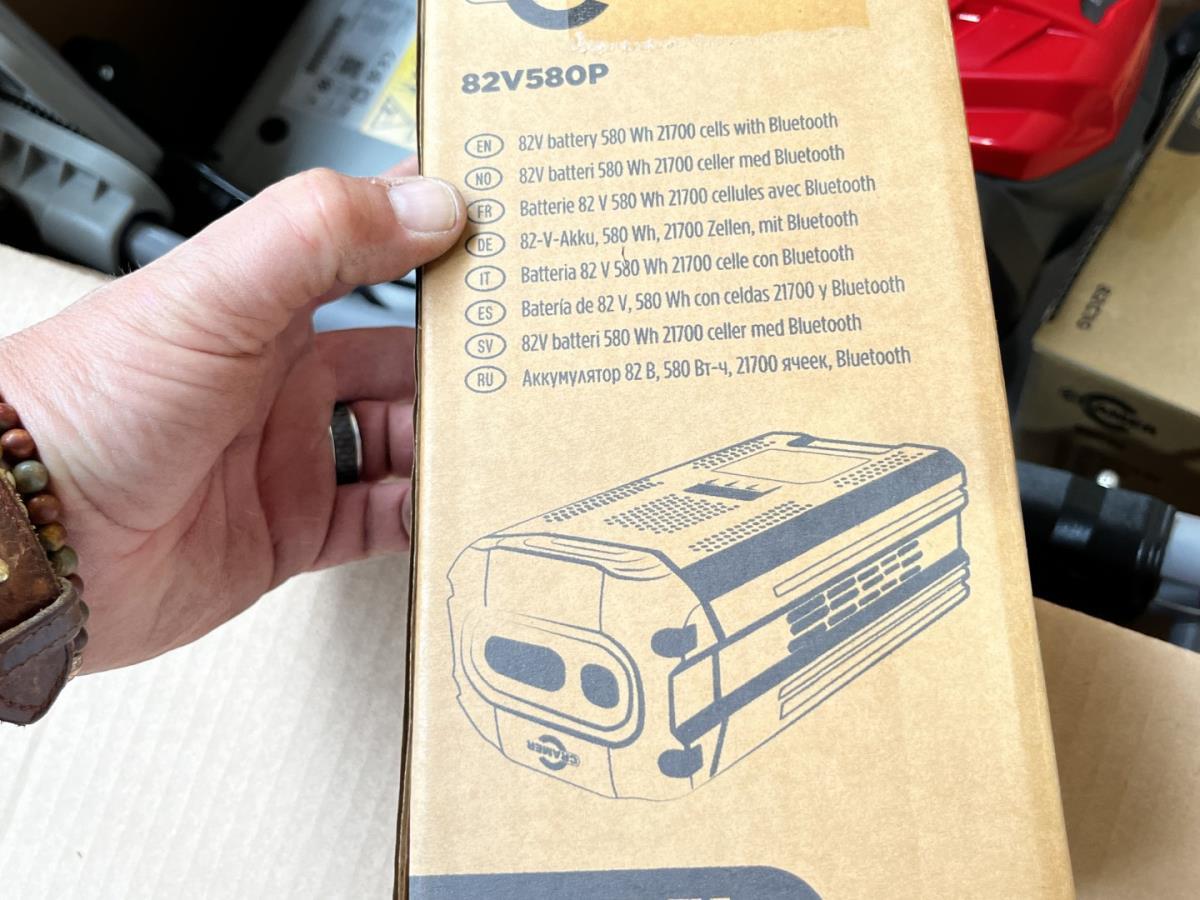 82V580P
EN 82V battery 580 Wh 21700 cells with Bluetooth
NO 82V batteri 580 Wh 21700 celler med Bluetooth
FR Batterie 82 V 580 Wh 21700 cellules avec Bluetooth
DE 82-V-Akku, 580 Wh, 21700 Zellen, mit Bluetooth
IT Batteria 82 V 580 Wh 21700 celle con Bluetooth
ES Batería de 82 V, 580 Wh con celdas 21700 y Bluetooth
SV 82V batteri 580 Wh 21700 celler med Bluetooth
RU Аккумулятор 82 В, 580 Вт-ч, 21700 ячеек, Bluetooth
CRAMER
82C1G
CRAMER